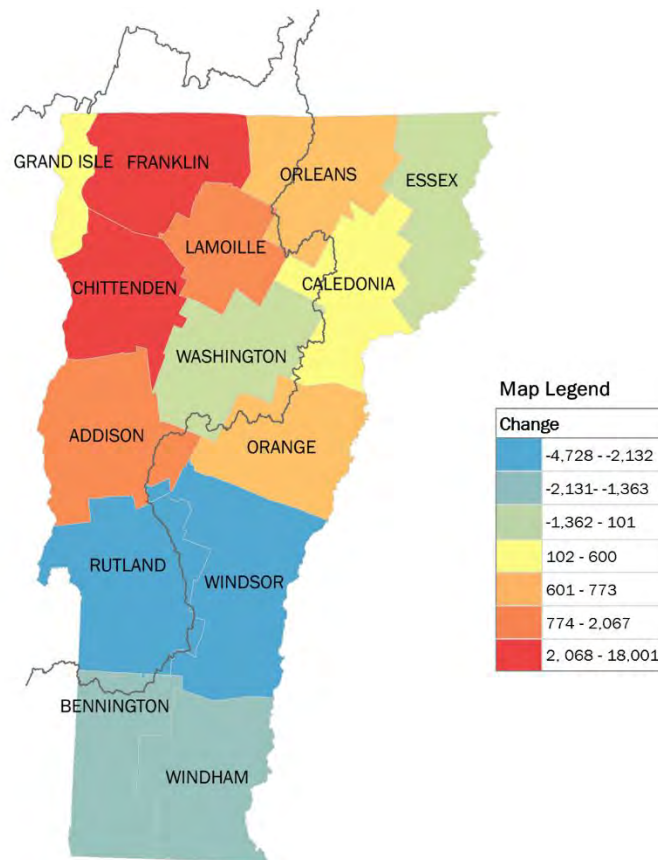 GRAND ISLE
FRANKLIN
ORLEANS
ESSEX
LAMOILLE
CHITTENDEN
CALEDONIA
WASHINGTON
ADDISON
ORANGE
RUTLAND
WINDSOR
BENNINGTON
WINDHAM
Map Legend
Change
-4,728 - -2,132
-2,131- -1,363
-1,362 - 101
102 - 600
601 - 773
774 - 2,067
2, 068 - 18,001